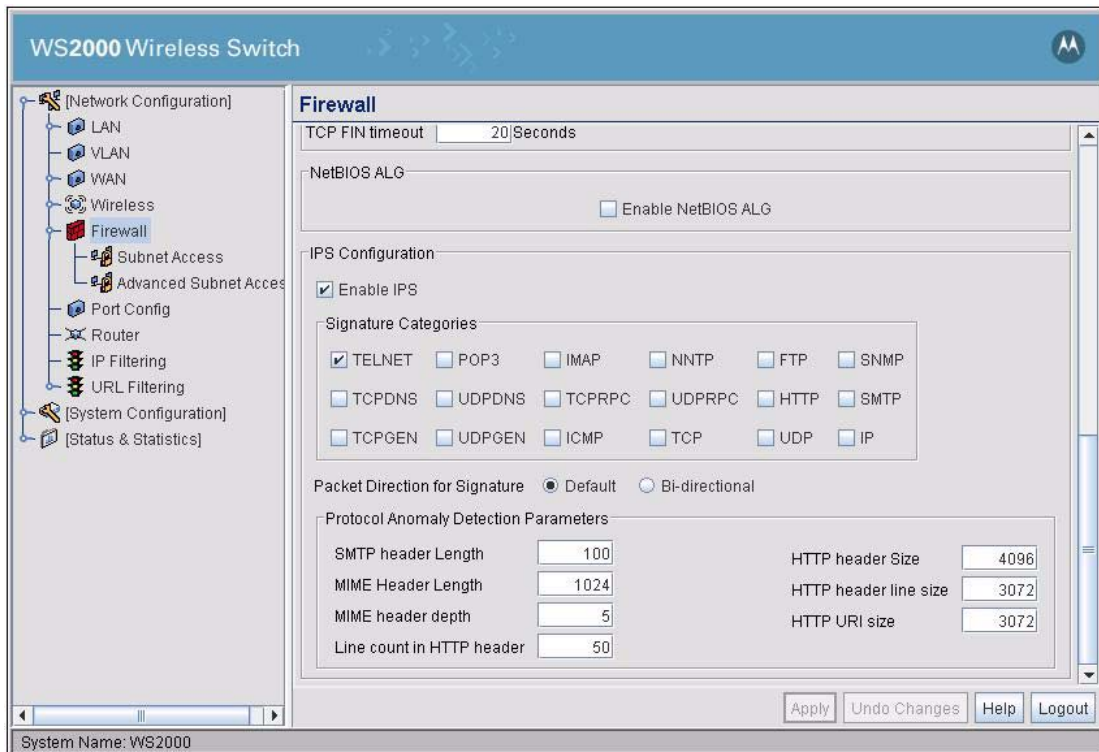 WS2000 Wireless Switch
[Network Configuration]
LAN
VLAN
WAN
Wireless
Firewall
Subnet Access
Advanced Subnet Acces
Port Config
Router
IP Filtering
URL Filtering
[System Configuration]
[Status & Statistics]
Firewall
TCP FIN timeout 20 Seconds
NetBIOS ALG
Enable NetBIOS ALG
IPS Configuration
Enable IPS
Signature Categories
TELNET POP3 IMAP NNTP FTP SNMP
TCPDNS UDPDNS TCPRPC UDPRPC HTTP SMTP
TCPGEN UDPGEN ICMP TCP UDP IP
Packet Direction for Signature Default Bi-directional
Protocol Anomaly Detection Parameters
SMTP header Length 100
MIME Header Length 1024
MIME header depth 5
Line count in HTTP header 50
HTTP header Size 4096
HTTP header line size 3072
HTTP URI size 3072
Apply Undo Changes Help Logout
System Name: WS2000